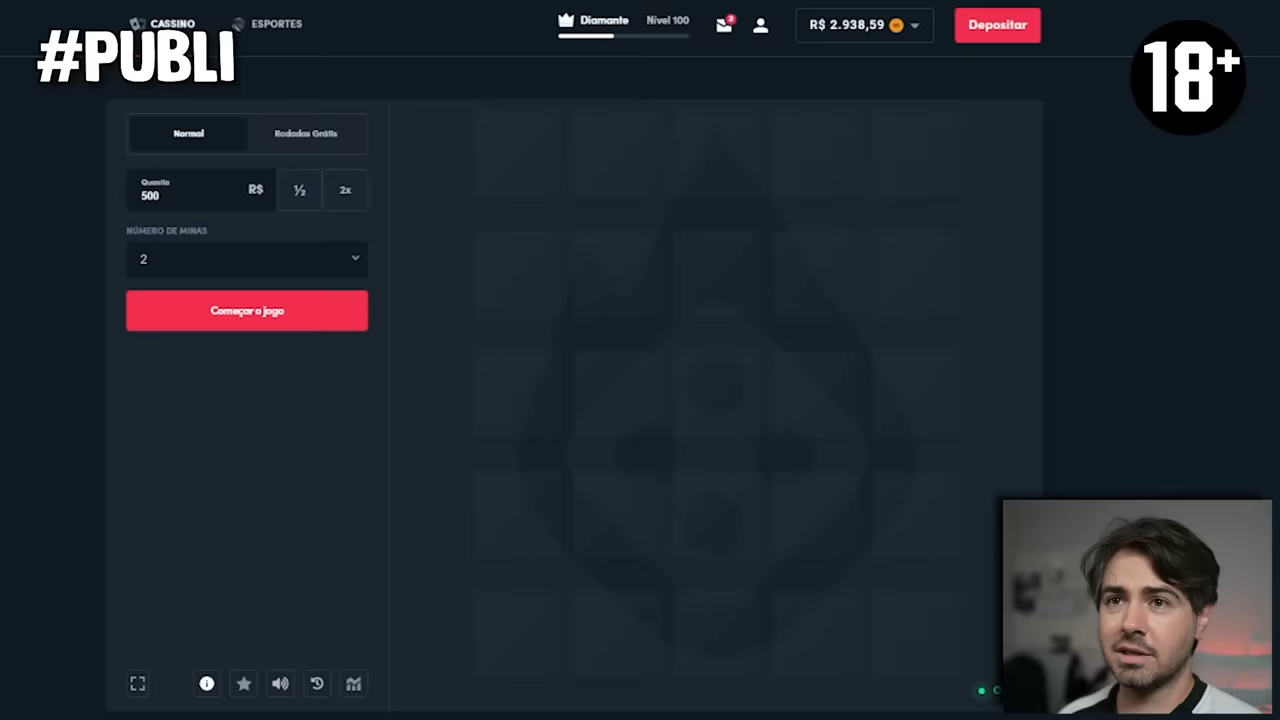 CASSINO
ESPORTES
Diamante
Nível 100
3
R$ 2.938,59
Depositar
#PUBLI
18+
Normal
Rodadas Grátis
Quantia
500
R$
½
2x
NÚMERO DE MINAS
2
Começar o jogo